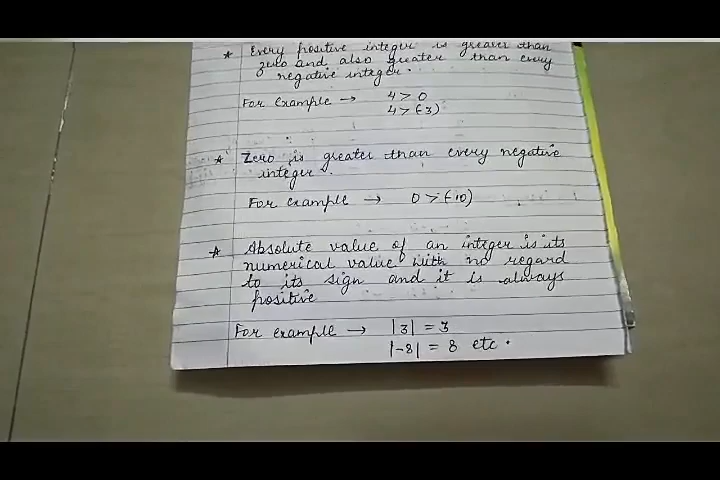 * Every positive integer is greater than
zero and also greater than every
negative integer.
For example → 4 > 0
4 > (-3)
* Zero is greater than every negative
integer.
For example → 0 > (-10)
* Absolute value of an integer is its
numerical value with no regard
to its sign and it is always
positive
For example → |3| = 3
|-8| = 8 etc.